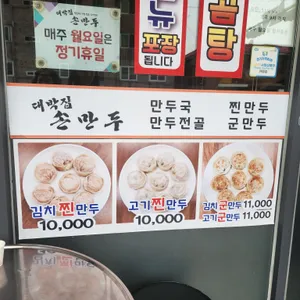 대박집
손만두
매주 월요일은
정기휴일
뉴
포장
됩니다
곰
탕
대박집
손만두
만두국
찐만두
만두전골
군만두
김치찐만두
10,000
고기찐만두
10,000
김치군만두 11,000
고기군만두 11,000